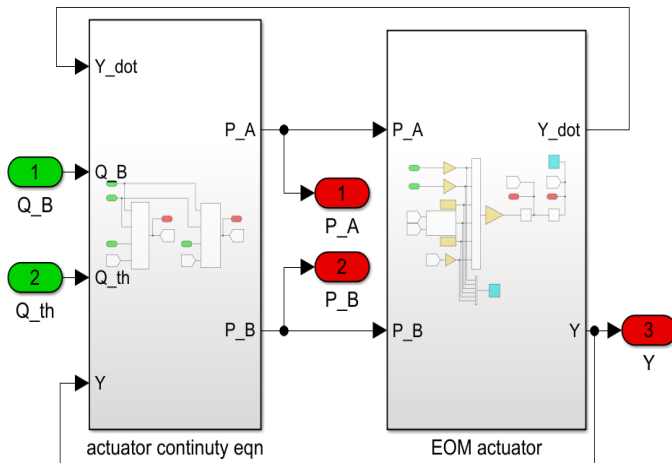 Y_dot
P_A
P_A
Y_dot
1
Q_B
Q_B
1
P_A
2
Q_th
Q_th
2
P_B
P_B
P_B
Y
3
Y
Y
actuator continuty eqn
EOM actuator